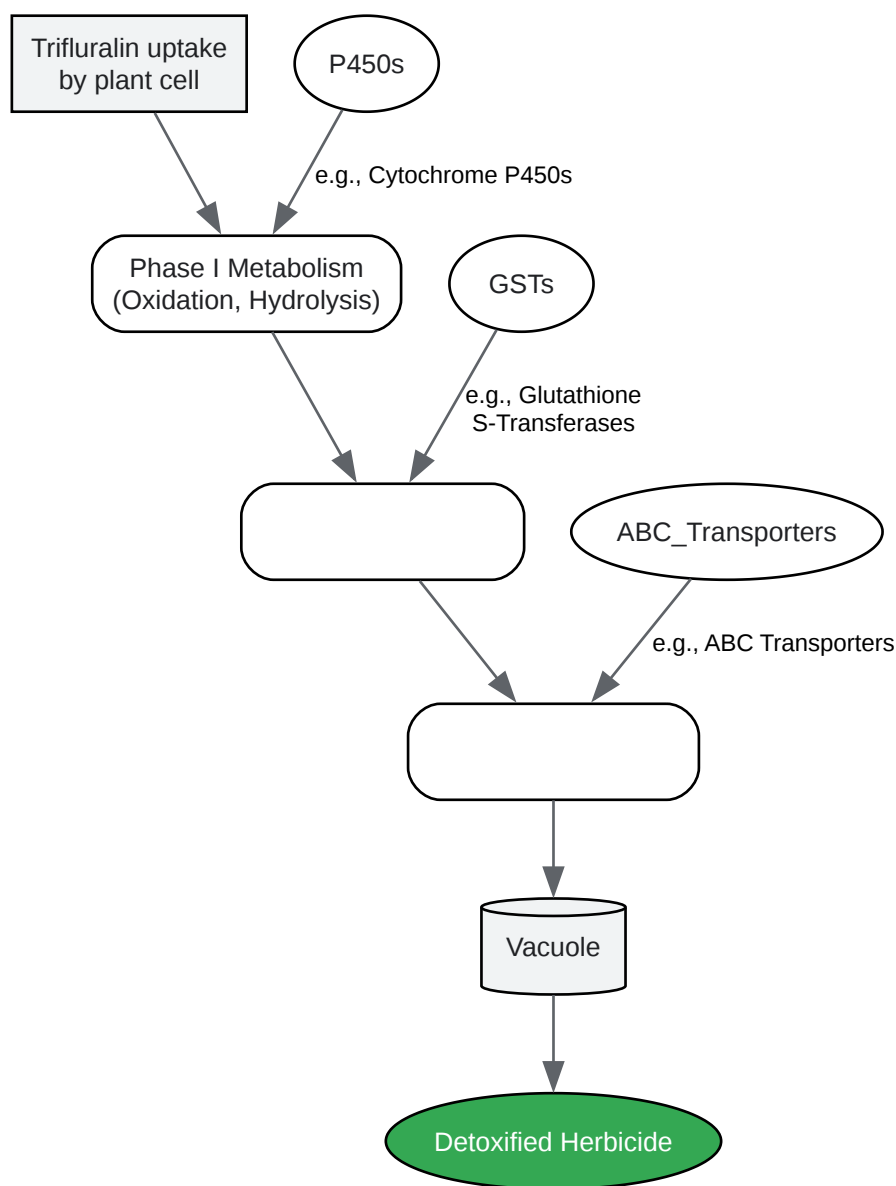 Trifluralin uptake
by plant cell
P450s
e.g., Cytochrome P450s
Phase I Metabolism
(Oxidation, Hydrolysis)
GSTs
e.g., Glutathione
S-Transferases
ABC_Transporters
e.g., ABC Transporters
Vacuole
Detoxified Herbicide